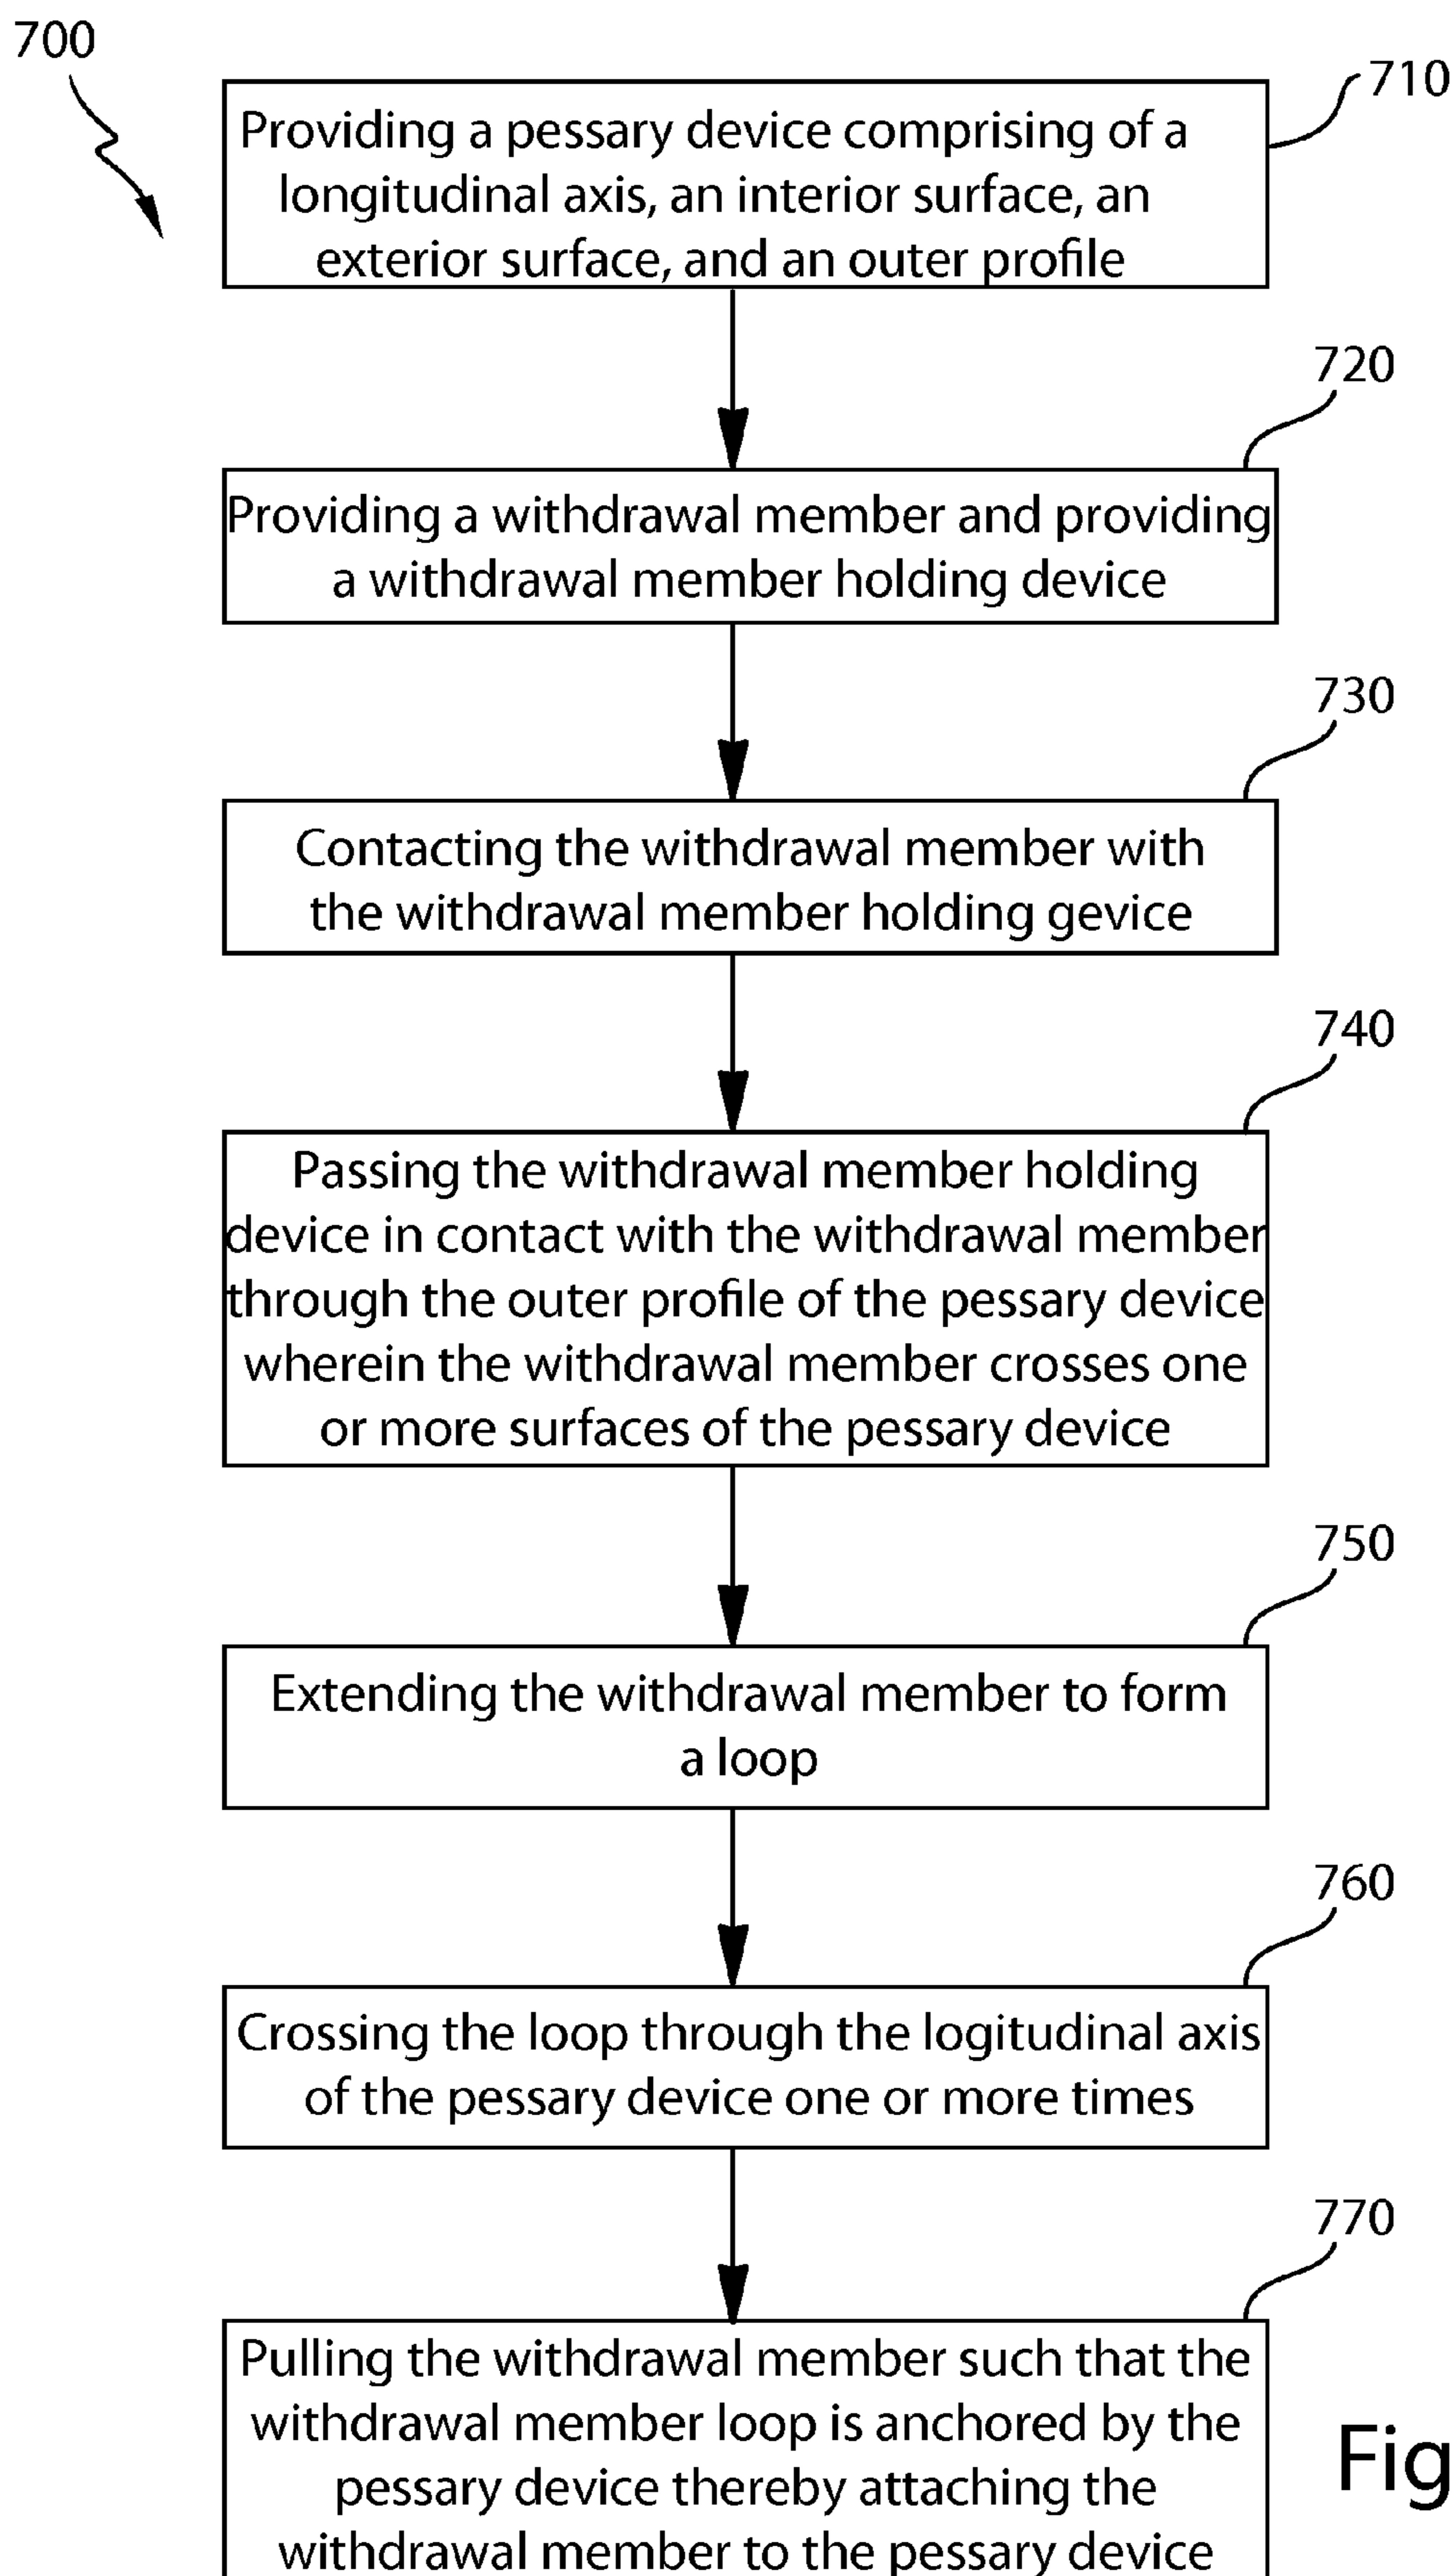 700
710
Providing a pessary device comprising of a
longitudinal axis, an interior surface, an
exterior surface, and an outer profile
720
Providing a withdrawal member and providing
a withdrawal member holding device
730
Contacting the withdrawal member with
the withdrawal member holding gevice
740
Passing the withdrawal member holding
device in contact with the withdrawal member
through the outer profile of the pessary device
wherein the withdrawal member crosses one
or more surfaces of the pessary device
750
Extending the withdrawal member to form
a loop
760
Crossing the loop through the logitudinal axis
of the pessary device one or more times
770
Pulling the withdrawal member such that the
withdrawal member loop is anchored by the
pessary device thereby attaching the
withdrawal member to the pessary device
Fig